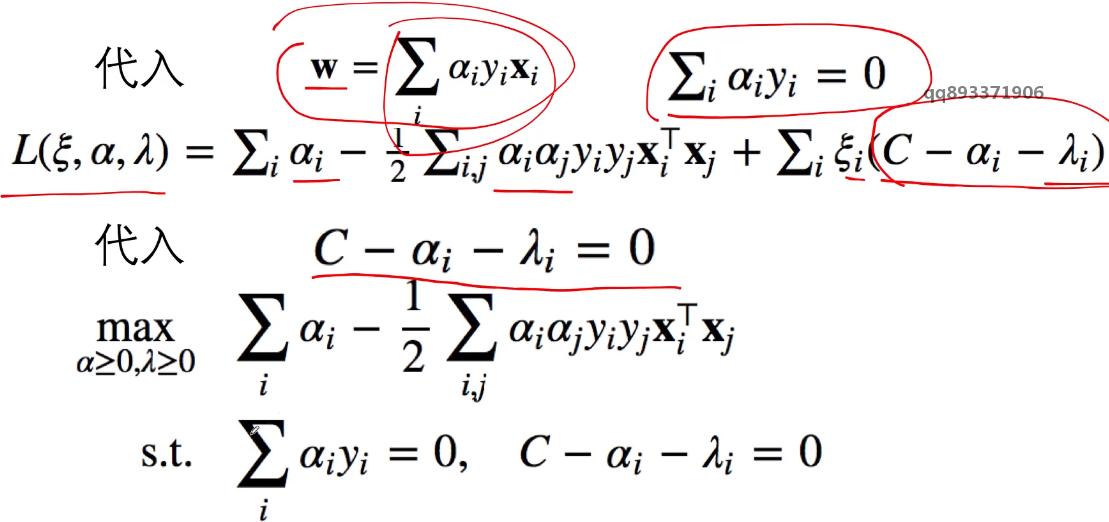 代入 w = ∑_i α_i y_i x_i ∑_i α_i y_i = 0
qq893371906
L(ξ, α, λ) = ∑_i α_i − 1/2 ∑_{i,j} α_i α_j y_i y_j x_i^⊤ x_j + ∑_i ξ_i (C − α_i − λ_i)
代入 C − α_i − λ_i = 0
max_{α≥0,λ≥0} ∑_i α_i − 1/2 ∑_{i,j} α_i α_j y_i y_j x_i^⊤ x_j
s.t. ∑_i α_i y_i = 0, C − α_i − λ_i = 0